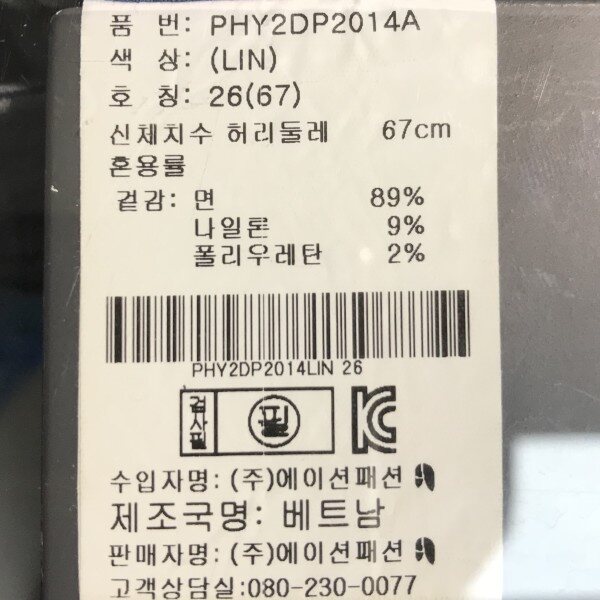 품 번: PHY2DP2014A
색 상: (LIN)
호 칭: 26(67)
신체치수 허리둘레 67cm
혼용률
겉감: 면 89%
나일론 9%
폴리우레탄 2%
PHY2DP2014LIN 26
검사필 필
수입자명: (주)에이션패션
제조국명: 베트남
판매자명: (주)에이션패션
고객상담실:080-230-0077